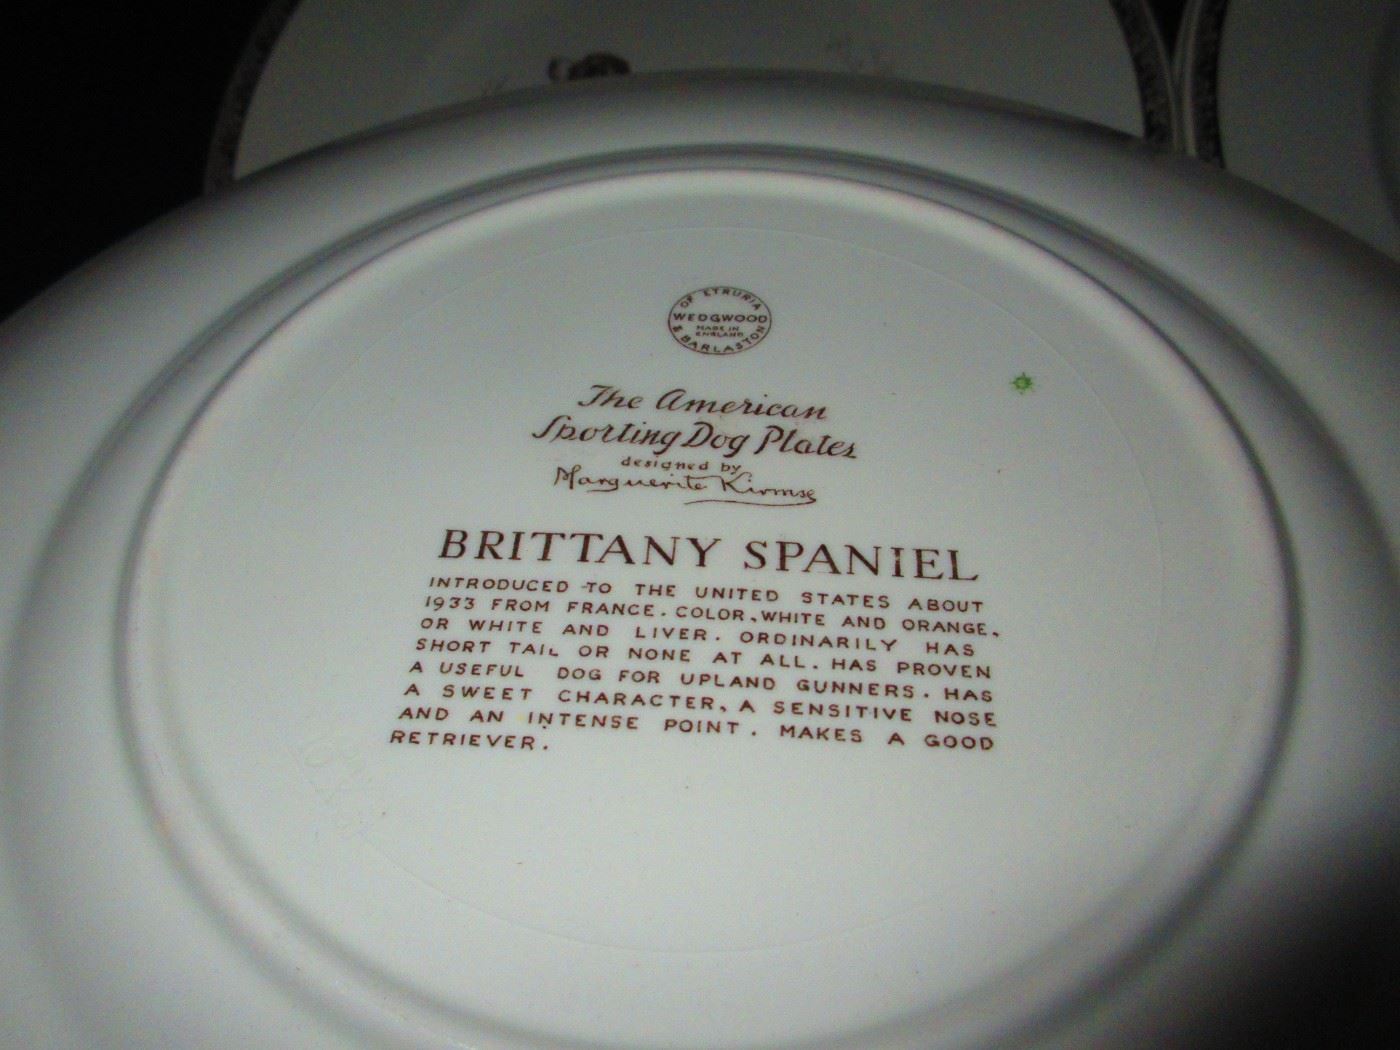 OF ETRURIA
WEDGWOOD
MADE IN
ENGLAND
& BARLASTON
The American
Sporting Dog Plates
designed by
Marguerite Kirmse
BRITTANY SPANIEL
INTRODUCED TO THE UNITED STATES ABOUT
1933 FROM FRANCE. COLOR, WHITE AND ORANGE,
OR WHITE AND LIVER. ORDINARILY HAS
SHORT TAIL OR NONE AT ALL. HAS PROVEN
A USEFUL DOG FOR UPLAND GUNNERS. HAS
A SWEET CHARACTER, A SENSITIVE NOSE
AND AN INTENSE POINT. MAKES A GOOD
RETRIEVER.